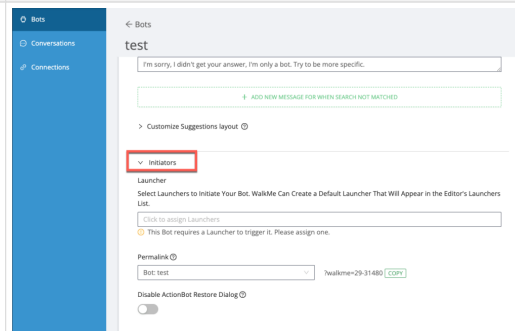 Bots
Conversations
Connections
← Bots
test
I'm sorry, I didn't get your answer, I'm only a bot. Try to be more specific.
+ ADD NEW MESSAGE FOR WHEN SEARCH NOT MATCHED
> Customize Suggestions layout
Initiators
Launcher
Select Launchers to Initiate Your Bot. WalkMe Can Create a Default Launcher That Will Appear in the Editor's Launchers
List.
Click to assign Launchers
This Bot requires a Launcher to trigger it. Please assign one.
Permalink
Bot: test ?walkme=29-31480 COPY
Disable ActionBot Restore Dialog